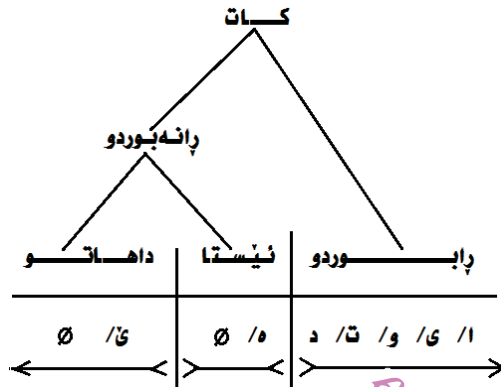 کات
ڕانەبوردو
ڕابوردو ئێستا داهاتو
ا/ ی/ و/ ت/ د ە/ Ø ێ/ Ø